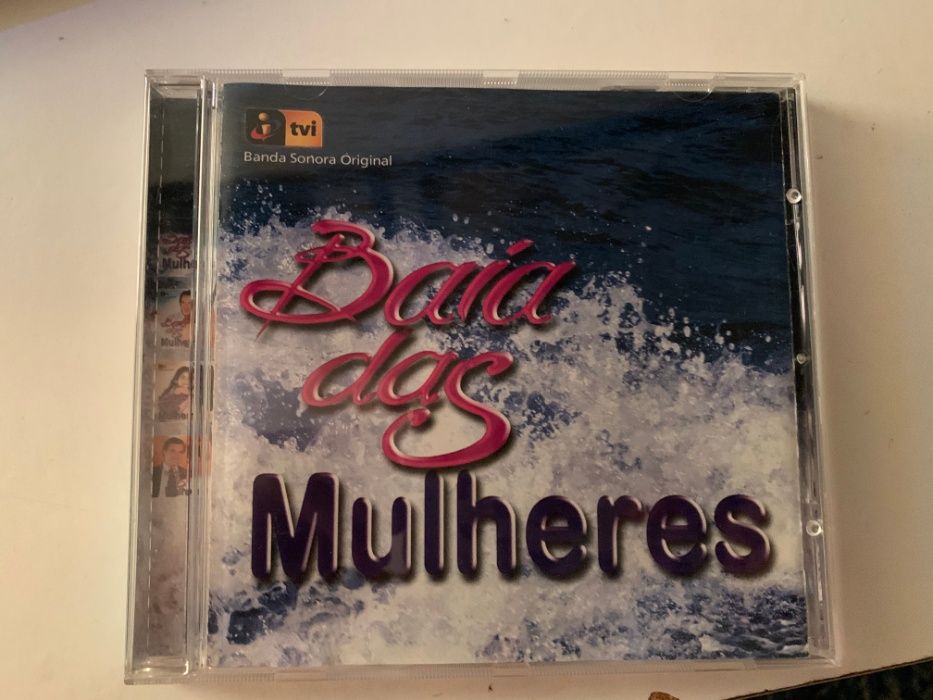 tvi
Banda Sonora Original
Baía
das
Mulheres